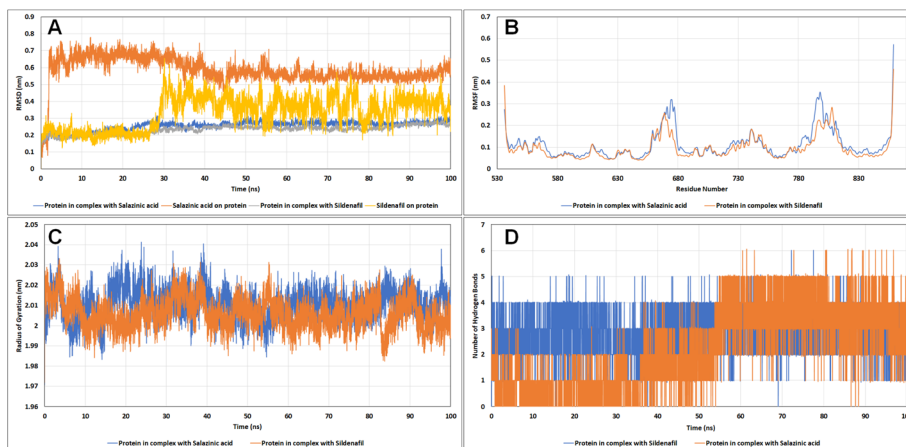 A
RMSD (nm)
0.9
0.8
0.7
0.6
0.5
0.4
0.3
0.2
0.1
0 10 20 30 40 50 60 70 80 90 100
Time (ns)
Protein in complex with Salazinic acid
Salazinic acid on protein
Protein in complex with Sildenafil
Sildenafil on protein
B
RMSF (nm)
0.7
0.6
0.5
0.4
0.3
0.2
0.1
0
530 580 630 680 730 780 830
Residue Number
Protein in complex with Salazinic acid
Protein in complex with Sildenafil
C
Radius of Gyration (nm)
2.05
2.04
2.03
2.02
2.01
2
1.99
1.98
1.97
1.96
0 10 20 30 40 50 60 70 80 90 100
Time (ns)
Protein in complex with Salazinic acid
Protein in complex with Sildenafil
D
Number of Hydrogen Bonds
7
6
5
4
3
2
1
0
0 10 20 30 40 50 60 70 80 90 100
Time (ns)
Protein in complex with Sildenafil
Protein in complex with Salazinic acid